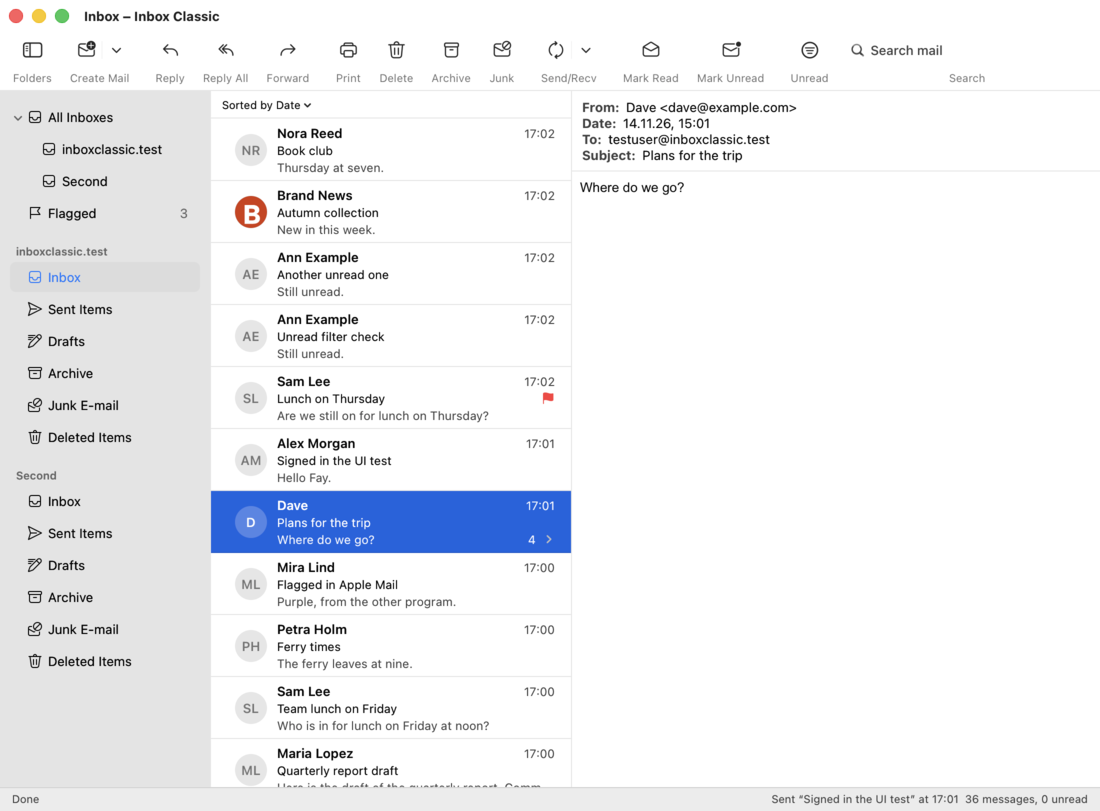 Inbox – Inbox Classic
Folders
Create Mail
Reply
Reply All
Forward
Print
Delete
Archive
Junk
Send/Recv
Mark Read
Mark Unread
Unread
Search mail
Search
All Inboxes
inboxclassic.test
Second
Flagged 3
inboxclassic.test
Inbox
Sent Items
Drafts
Archive
Junk E-mail
Deleted Items
Second
Inbox
Sent Items
Drafts
Archive
Junk E-mail
Deleted Items
Sorted by Date
NR
Nora Reed 17:02
Book club
Thursday at seven.
B
Brand News 17:02
Autumn collection
New in this week.
AE
Ann Example 17:02
Another unread one
Still unread.
AE
Ann Example 17:02
Unread filter check
Still unread.
SL
Sam Lee 17:02
Lunch on Thursday
Are we still on for lunch on Thursday?
AM
Alex Morgan 17:01
Signed in the UI test
Hello Fay.
D
Dave 17:01
Plans for the trip
Where do we go? 4
ML
Mira Lind 17:00
Flagged in Apple Mail
Purple, from the other program.
PH
Petra Holm 17:00
Ferry times
The ferry leaves at nine.
SL
Sam Lee 17:00
Team lunch on Friday
Who is in for lunch on Friday at noon?
ML
Maria Lopez 17:00
Quarterly report draft
Here is the draft of the quarterly report. Comm
From: Dave <dave@example.com>
Date: 14.11.26, 15:01
To: testuser@inboxclassic.test
Subject: Plans for the trip
Where do we go?
Done
Sent “Signed in the UI test” at 17:01 36 messages, 0 unread